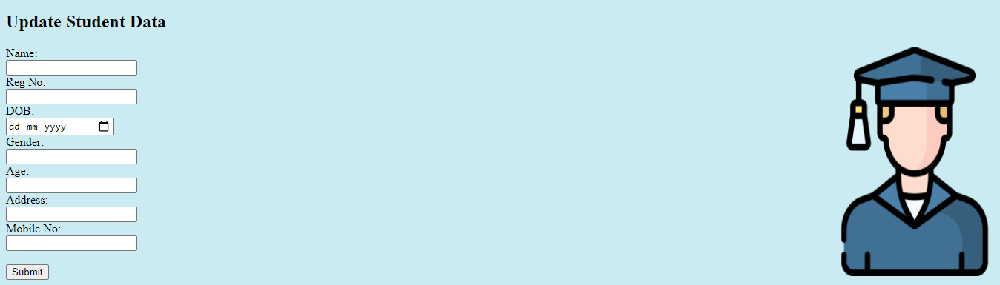 Update Student Data
Name:
Reg No:
DOB:
dd-mm-yyyy
Gender:
Age:
Address:
Mobile No:
Submit